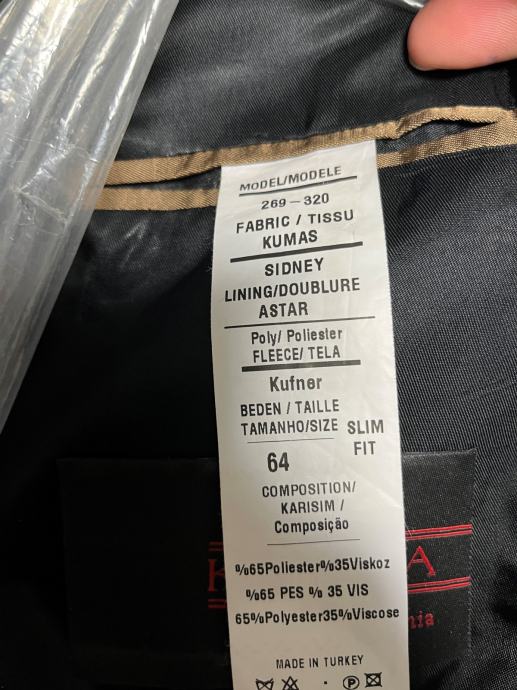 MODEL/MODELE
269-320
FABRIC / TISSU
KUMAS
SIDNEY
LINING/DOUBLURE
ASTAR
Poly/ Poliester
FLEECE/ TELA
Kufner
BEDEN / TAILLE
TAMANHO/SIZE
SLIM
FIT
64
COMPOSITION/
KARISIM /
Composição
%65Poliester%35Viskoz
%65 PES % 35 VIS
65%Polyester35%Viscose
MADE IN TURKEY
P